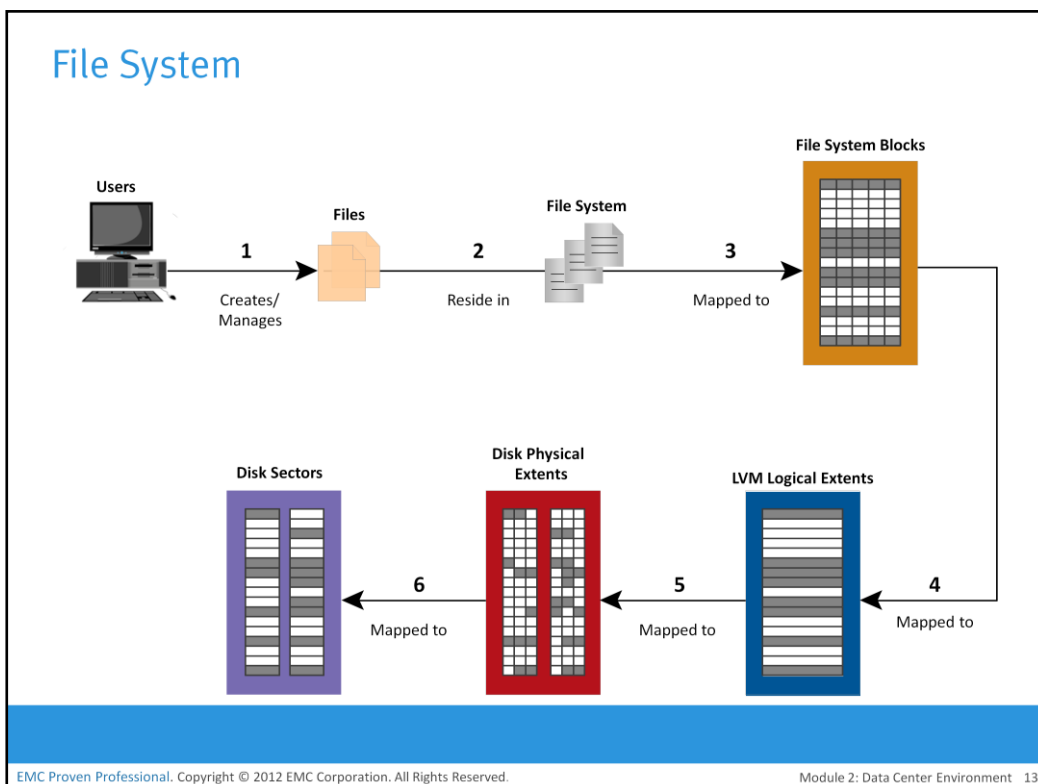 File System
Users
1
Creates/
Manages
Files
2
Reside in
File System
3
Mapped to
File System Blocks
4
Mapped to
LVM Logical Extents
5
Mapped to
Disk Physical
Extents
6
Mapped to
Disk Sectors
EMC Proven Professional. Copyright © 2012 EMC Corporation. All Rights Reserved.
Module 2: Data Center Environment 13